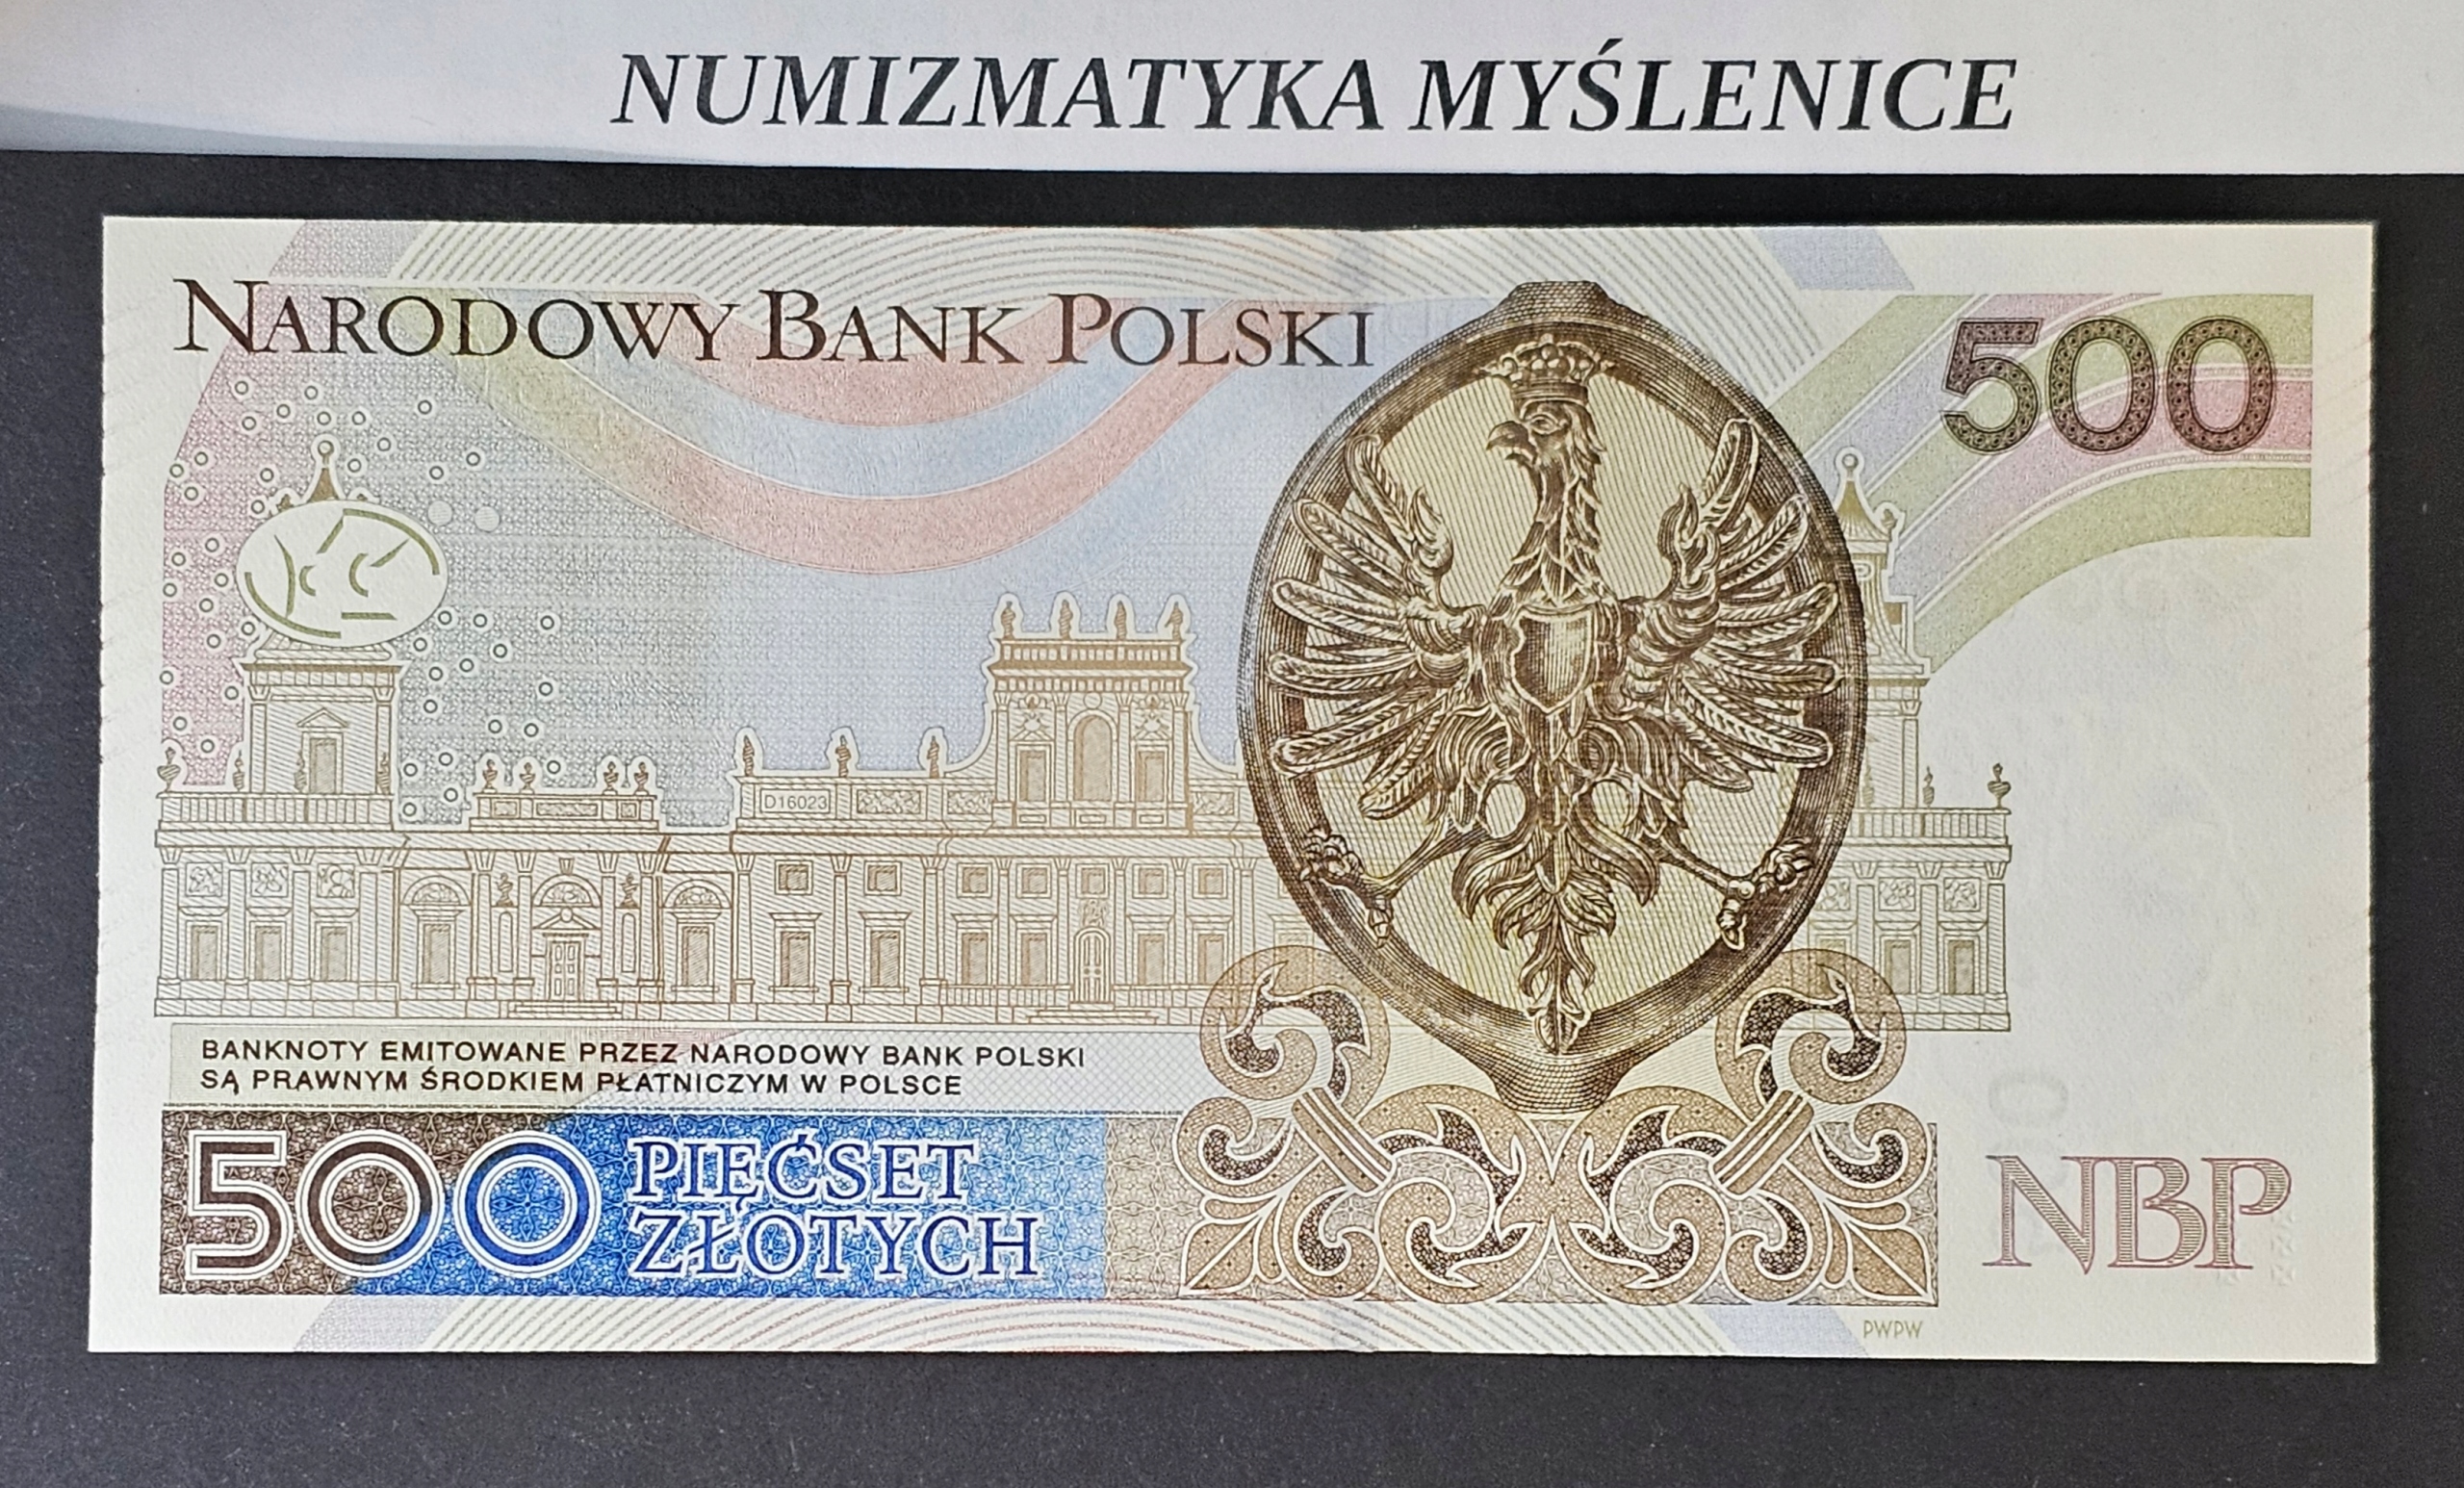 NUMIZMATYKA MYŚLENICE
NARODOWY BANK POLSKI
500
D16023
BANKNOTY EMITOWANE PRZEZ NARODOWY BANK POLSKI
SĄ PRAWNYM ŚRODKIEM PŁATNICZYM W POLSCE
500 PIĘĆSET
ZŁOTYCH
NBP
PWPW